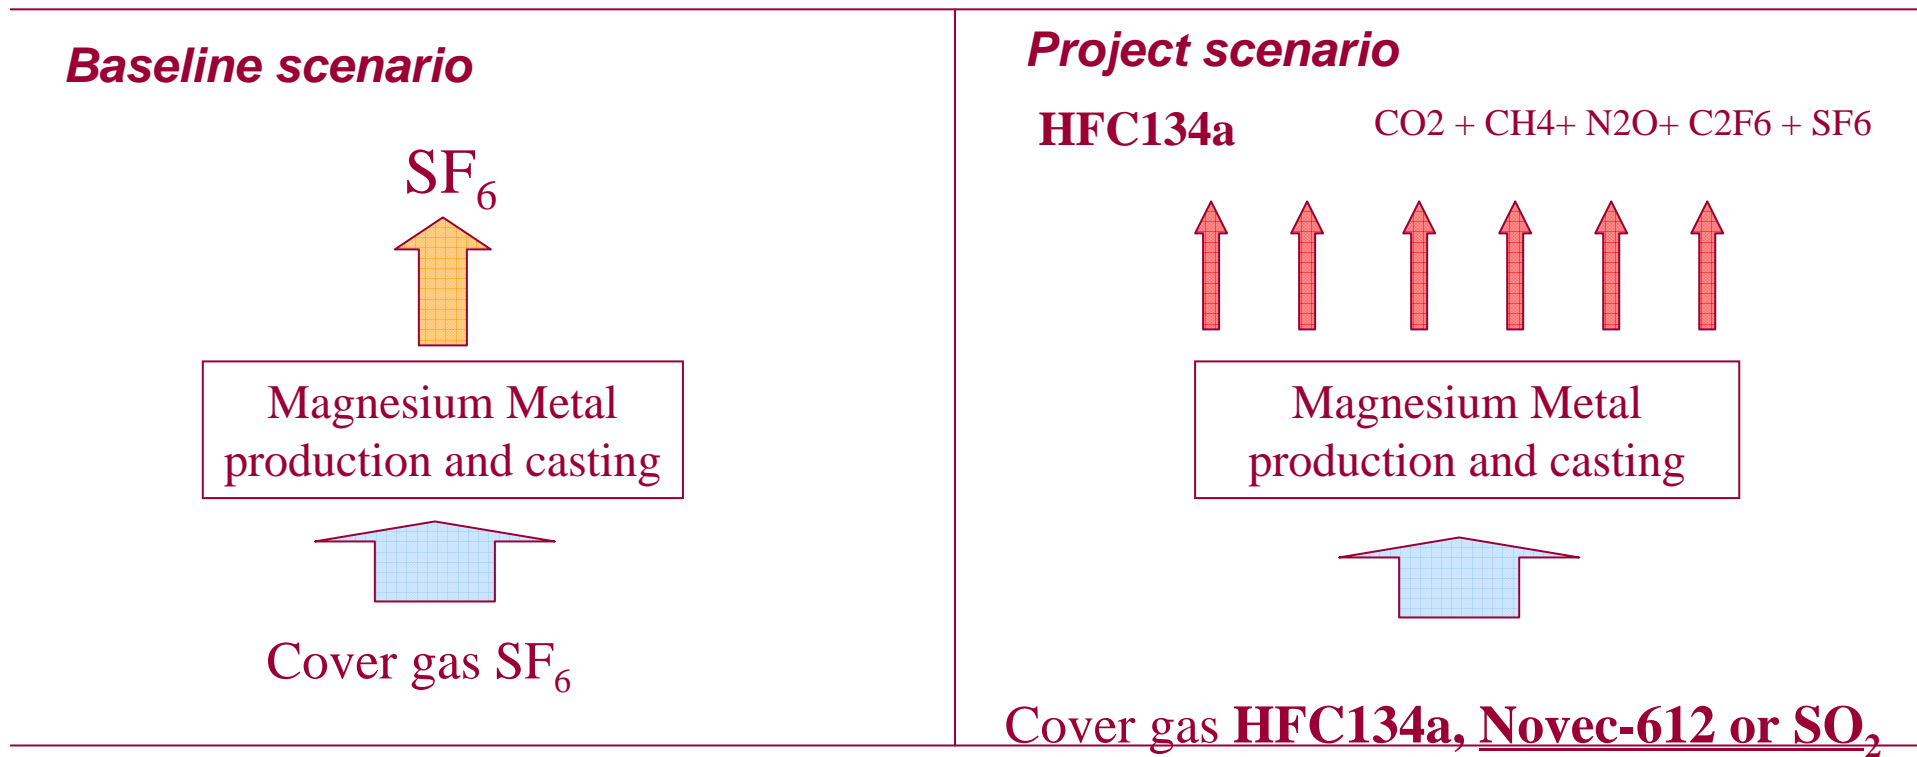 Baseline scenario
SF₆
Magnesium Metal
production and casting
Cover gas SF₆
Project scenario
HFC134a CO2 + CH4+ N2O+ C2F6 + SF6
Magnesium Metal
production and casting
Cover gas HFC134a, Novec-612 or SO₂